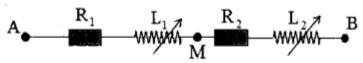 A R₁ L₁ M R₂ L₂ B